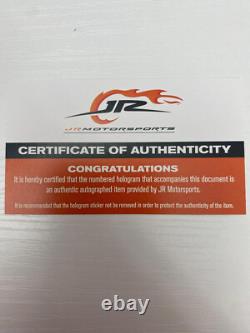 JR
JR MOTORSPORTS
CERTIFICATE OF AUTHENTICITY
CONGRATULATIONS
It is hereby certified that the numbered hologram that accompanies this document is
an authentic autographed item provided by JR Motorsports.
It is recommended that the hologram sticker not be removed in order to protect the authenticity of the item.
© 122.com